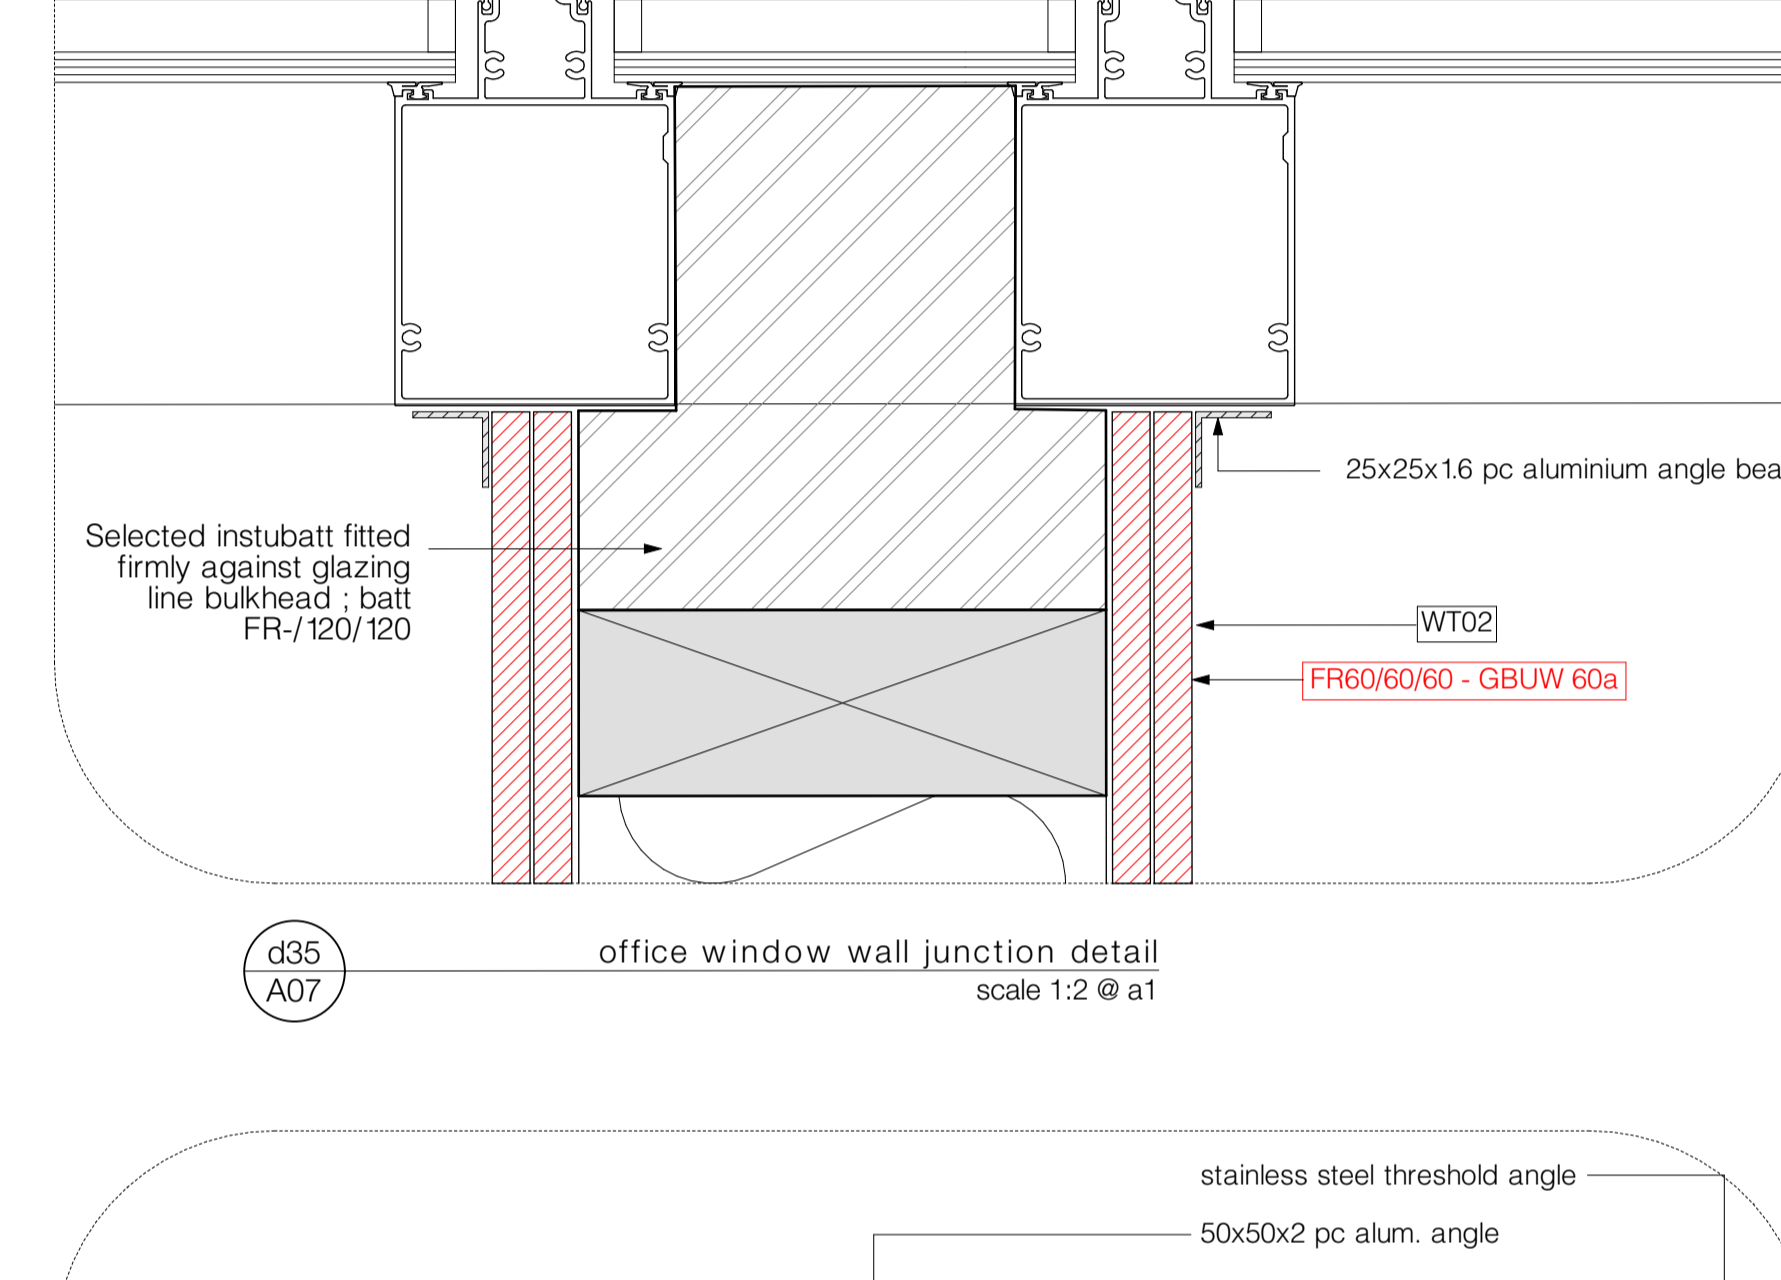 25x25x1.6 pc aluminium angle bea
Selected instubatt fitted
firmly against glazing
line bulkhead ; batt
FR-/120/120
WT02
FR60/60/60 - GBUW 60a
d35
A07
office window wall junction detail
scale 1:2 @ a1
stainless steel threshold angle
50x50x2 pc alum. angle